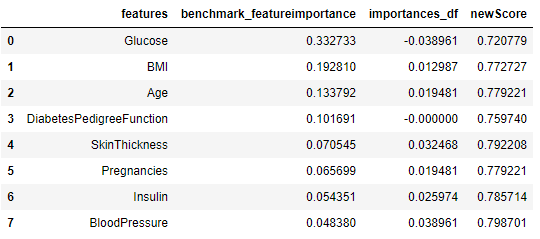 features benchmark_featureimportance importances_df newScore
0 Glucose 0.332733 -0.038961 0.720779
1 BMI 0.192810 0.012987 0.772727
2 Age 0.133792 0.019481 0.779221
3 DiabetesPedigreeFunction 0.101691 -0.000000 0.759740
4 SkinThickness 0.070545 0.032468 0.792208
5 Pregnancies 0.065699 0.019481 0.779221
6 Insulin 0.054351 0.025974 0.785714
7 BloodPressure 0.048380 0.038961 0.798701